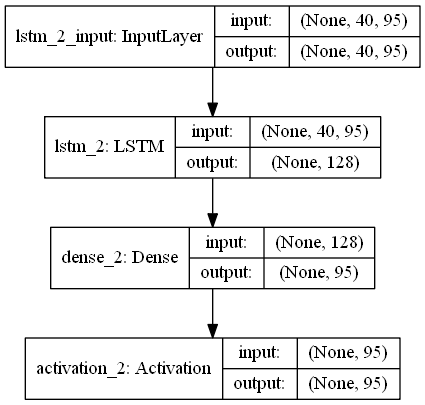 lstm_2_input: InputLayer
input: (None, 40, 95)
output: (None, 40, 95)
lstm_2: LSTM
input: (None, 40, 95)
output: (None, 128)
dense_2: Dense
input: (None, 128)
output: (None, 95)
activation_2: Activation
input: (None, 95)
output: (None, 95)